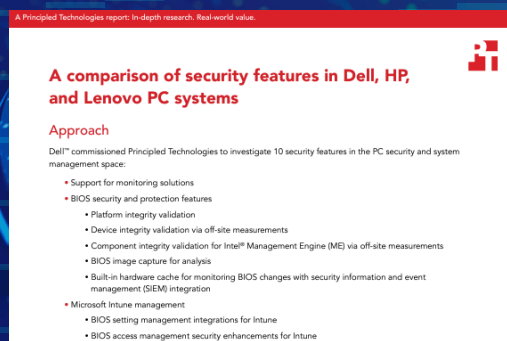 A Principled Technologies report: In-depth research. Real-world value.
PT
A comparison of security features in Dell, HP,
and Lenovo PC systems
Approach
Dell™ commissioned Principled Technologies to investigate 10 security features in the PC security and system
management space:
• Support for monitoring solutions
• BIOS security and protection features
• Platform integrity validation
• Device integrity validation via off-site measurements
• Component integrity validation for Intel® Management Engine (ME) via off-site measurements
• BIOS image capture for analysis
• Built-in hardware cache for monitoring BIOS changes with security information and event
management (SIEM) integration
• Microsoft Intune management
• BIOS setting management integrations for Intune
• BIOS access management security enhancements for Intune